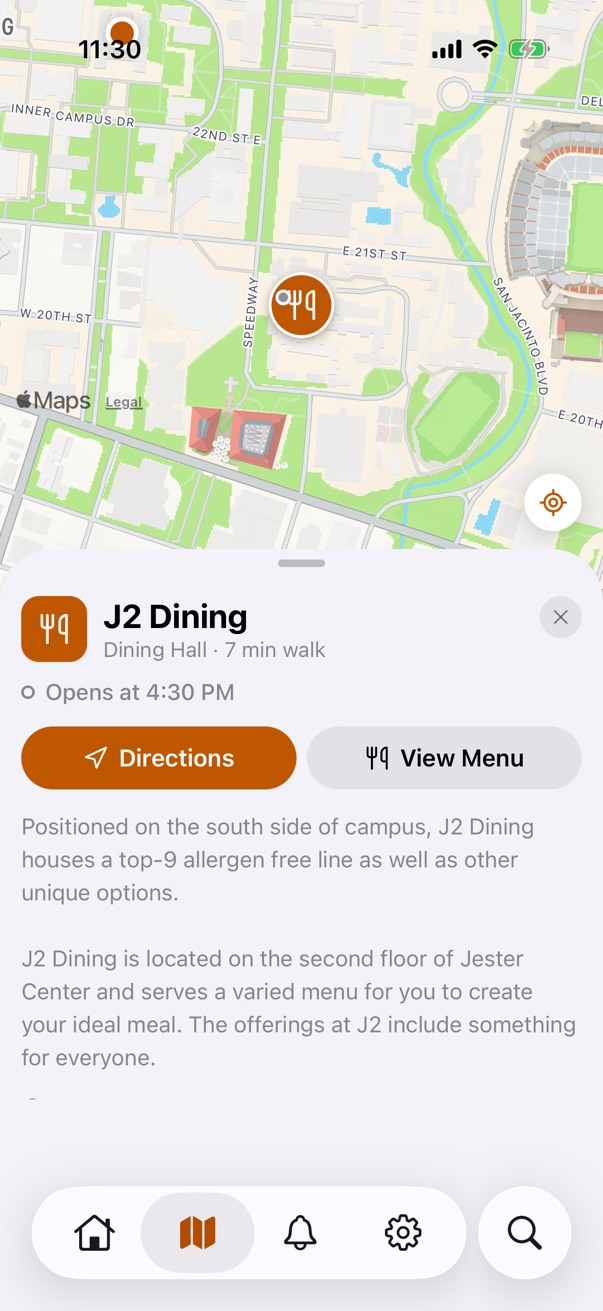 G
11:30
INNER CAMPUS DR
22ND ST E
DEL
E 21ST ST
SPEEDWAY
W 20TH ST
SAN JACINTO BLVD
Maps Legal
E 20TH
J2 Dining
Dining Hall · 7 min walk
Opens at 4:30 PM
Directions
View Menu
Positioned on the south side of campus, J2 Dining
houses a top-9 allergen free line as well as other
unique options.
J2 Dining is located on the second floor of Jester
Center and serves a varied menu for you to create
your ideal meal. The offerings at J2 include something
for everyone.